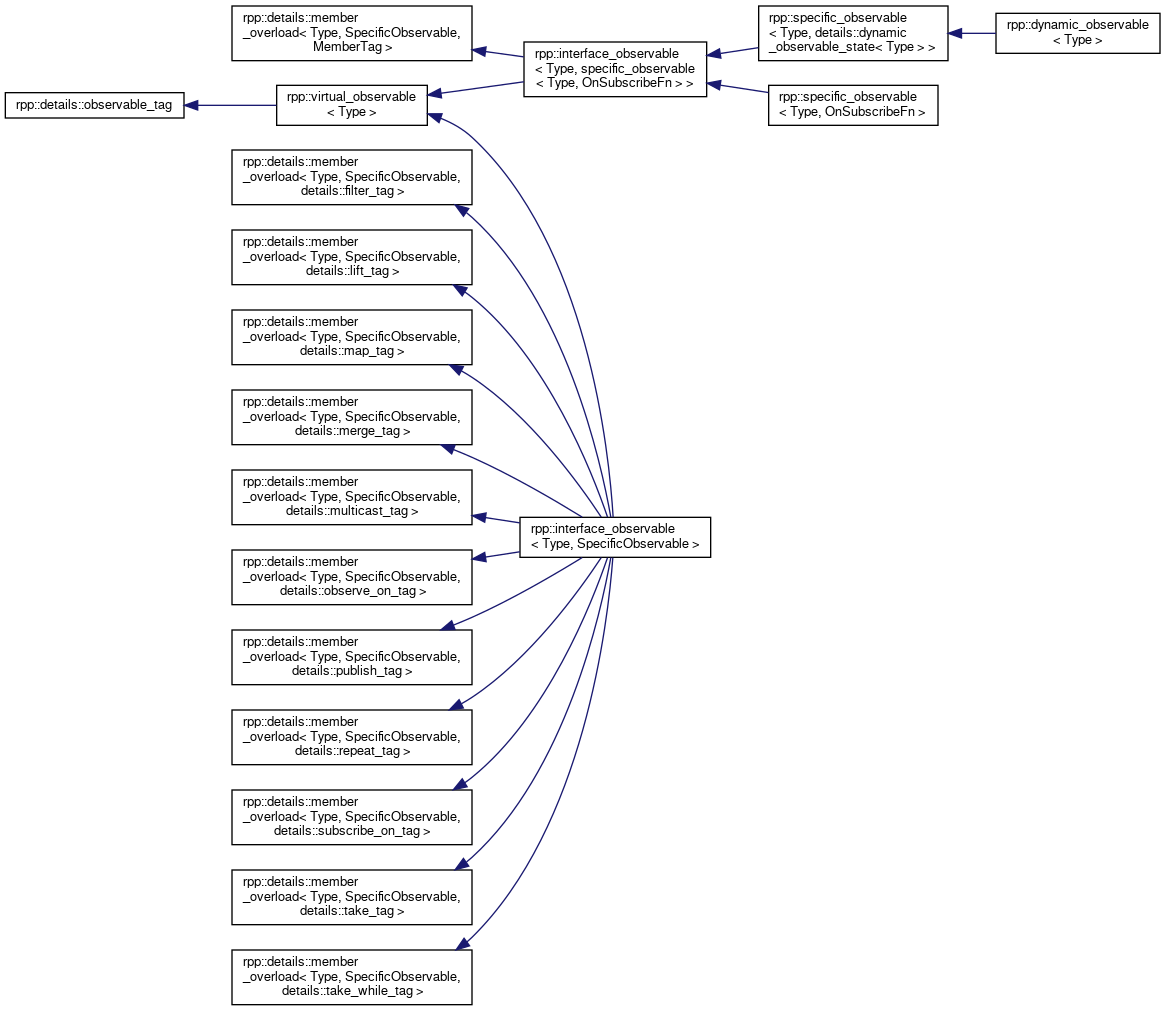 rpp::details::member
_overload< Type, SpecificObservable,
MemberTag >
rpp::specific_observable
< Type, details::dynamic
_observable_state< Type > >
rpp::dynamic_observable
< Type >
rpp::interface_observable
< Type, specific_observable
< Type, OnSubscribeFn > >
rpp::details::observable_tag
rpp::virtual_observable
< Type >
rpp::specific_observable
< Type, OnSubscribeFn >
rpp::details::member
_overload< Type, SpecificObservable,
details::filter_tag >
rpp::details::member
_overload< Type, SpecificObservable,
details::lift_tag >
rpp::details::member
_overload< Type, SpecificObservable,
details::map_tag >
rpp::details::member
_overload< Type, SpecificObservable,
details::merge_tag >
rpp::details::member
_overload< Type, SpecificObservable,
details::multicast_tag >
rpp::interface_observable
< Type, SpecificObservable >
rpp::details::member
_overload< Type, SpecificObservable,
details::observe_on_tag >
rpp::details::member
_overload< Type, SpecificObservable,
details::publish_tag >
rpp::details::member
_overload< Type, SpecificObservable,
details::repeat_tag >
rpp::details::member
_overload< Type, SpecificObservable,
details::subscribe_on_tag >
rpp::details::member
_overload< Type, SpecificObservable,
details::take_tag >
rpp::details::member
_overload< Type, SpecificObservable,
details::take_while_tag >